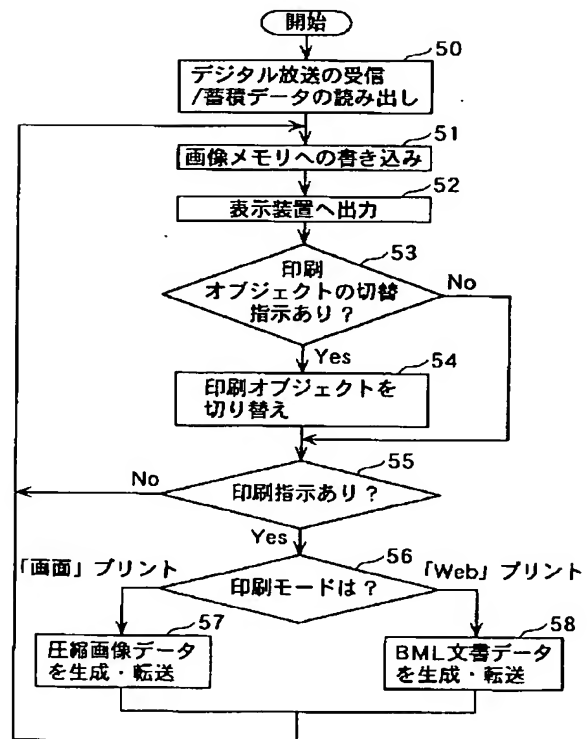 開始
50
デジタル放送の受信
/蓄積データの読み出し
51
画像メモリへの書き込み
52
表示装置へ出力
53
印刷
オブジェクトの切替
指示あり?
No
Yes
54
印刷オブジェクトを
切り替え
55
No
印刷指示あり?
Yes
56
「画面」プリント
印刷モードは?
「Web」プリント
57
圧縮画像データ
を生成・転送
58
BML文書データ
を生成・転送